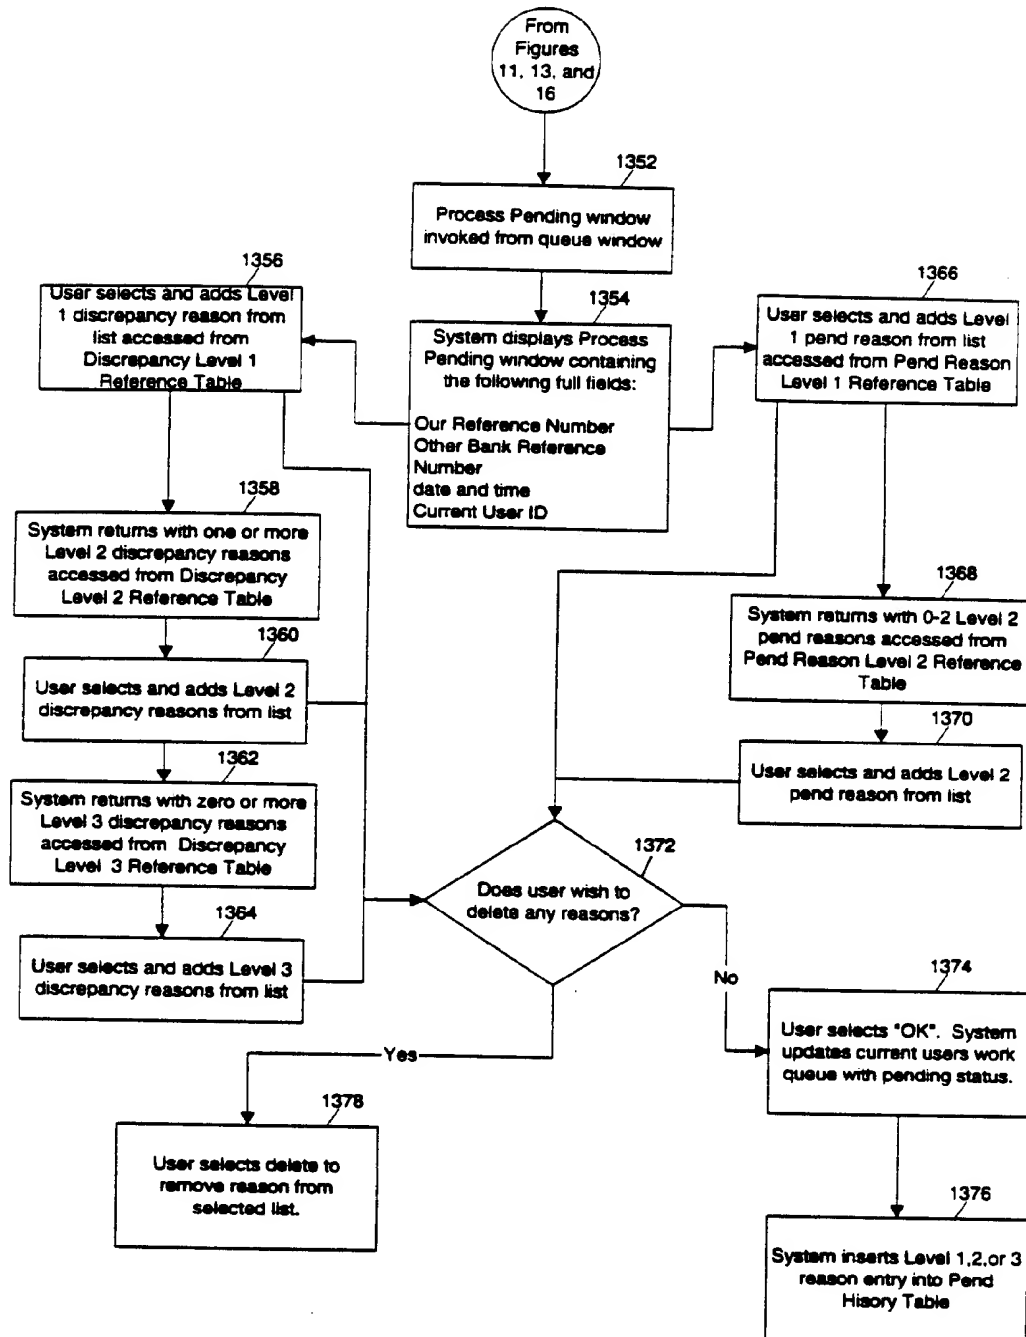 From
Figures
11, 13, and
16
1352
Process Pending window
invoked from queue window
1356
User selects and adds Level
1 discrepancy reason from
list accessed from
Discrepancy Level 1
Reference Table
1354
System displays Process
Pending window containing
the following full fields:
Our Reference Number
Other Bank Reference
Number
date and time
Current User ID
1366
User selects and adds Level
1 pend reason from list
accessed from Pend Reason
Level 1 Reference Table
1358
System returns with one or more
Level 2 discrepancy reasons
accessed from Discrepancy
Level 2 Reference Table
1368
System returns with 0-2 Level 2
pend reasons accessed from
Pend Reason Level 2 Reference
Table
1360
User selects and adds Level 2
discrepancy reasons from list
1370
User selects and adds Level 2
pend reason from list
1362
System returns with zero or more
Level 3 discrepancy reasons
accessed from Discrepancy
Level 3 Reference Table
1372
Does user wish to
delete any reasons?
1364
User selects and adds Level 3
discrepancy reasons from list
No
1374
User selects "OK". System
updates current users work
queue with pending status.
Yes
1378
User selects delete to
remove reason from
selected list.
1376
System inserts Level 1,2,or 3
reason entry into Pend
Hisory Table